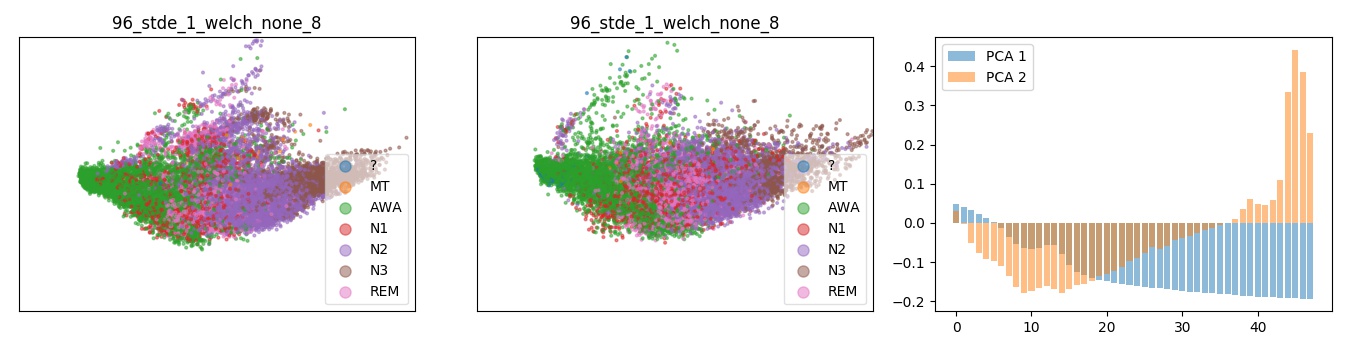 96_stde_1_welch_none_8
?
MT
AWA
N1
N2
N3
REM
96_stde_1_welch_none_8
?
MT
AWA
N1
N2
N3
REM
PCA 1
PCA 2
0.4
0.3
0.2
0.1
0.0
−0.1
−0.2
0
10
20
30
40